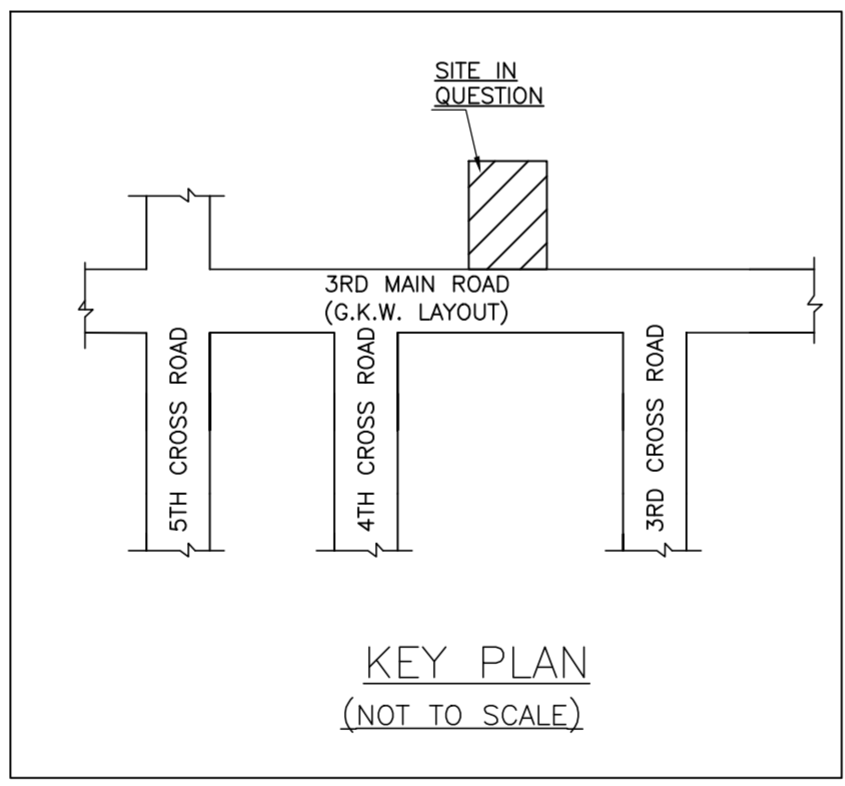 SITE IN
QUESTION
3RD MAIN ROAD
(G.K.W. LAYOUT)
5TH CROSS ROAD
4TH CROSS ROAD
3RD CROSS ROAD
KEY PLAN
(NOT TO SCALE)